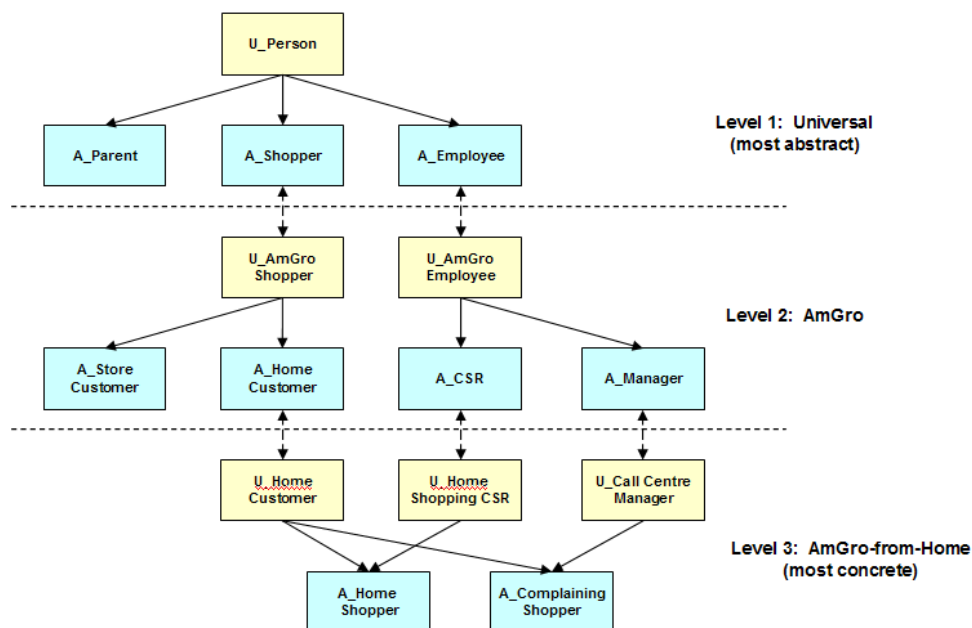 U_Person
A_Parent
A_Shopper
A_Employee
Level 1: Universal
(most abstract)
U_AmGro
Shopper
U_AmGro
Employee
Level 2: AmGro
A_Store
Customer
A_Home
Customer
A_CSR
A_Manager
U_Home
Customer
U_Home
Shopping CSR
U_Call Centre
Manager
Level 3: AmGro-from-Home
(most concrete)
A_Home
Shopper
A_Complaining
Shopper